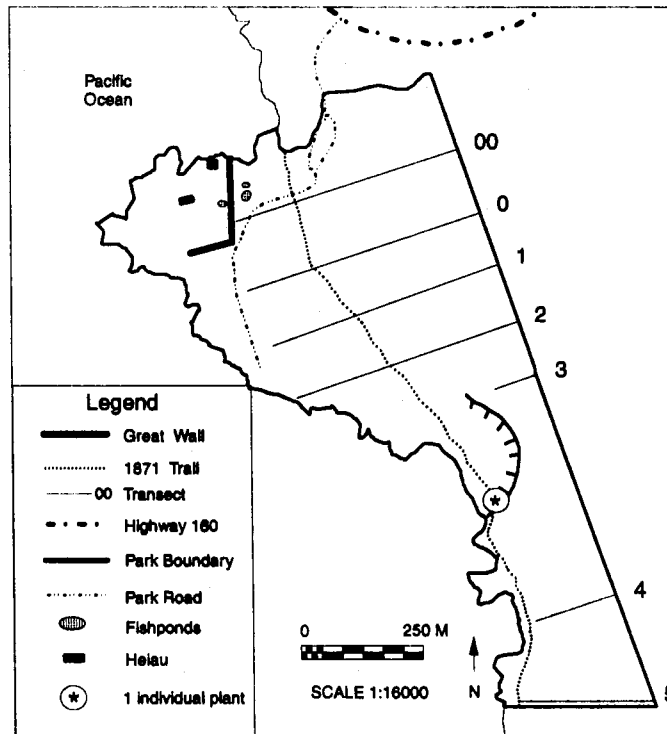 Pacific
Ocean
00
0
1
2
3
4
5
Legend
Great Wall
1871 Trail
00 Transect
Highway 160
Park Boundary
Park Road
Fishponds
Heiau
1 individual plant
0 250 M
SCALE 1:16000
N